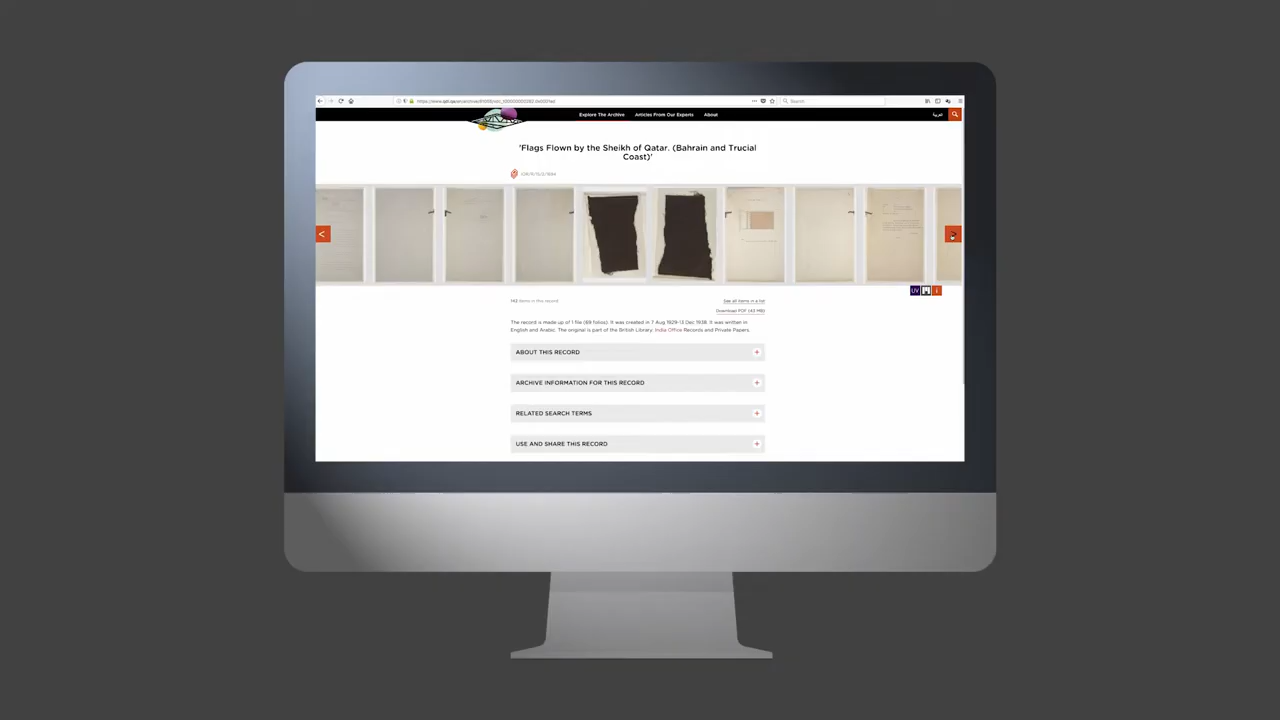 Search
Explore The Archive Articles From Our Experts About العربية
'Flags Flown by the Sheikh of Qatar. (Bahrain and Trucial
Coast)'
<
>
UV i
143 items in this record
See all items in a list
Download PDF (43 MB)
The record is made up of 1 file (69 folios). It was created in 7 Aug 1929-13 Dec 1938. It was written in
English and Arabic. The original is part of the British Library: India Office Records and Private Papers.
ABOUT THIS RECORD +
ARCHIVE INFORMATION FOR THIS RECORD +
RELATED SEARCH TERMS +
USE AND SHARE THIS RECORD +